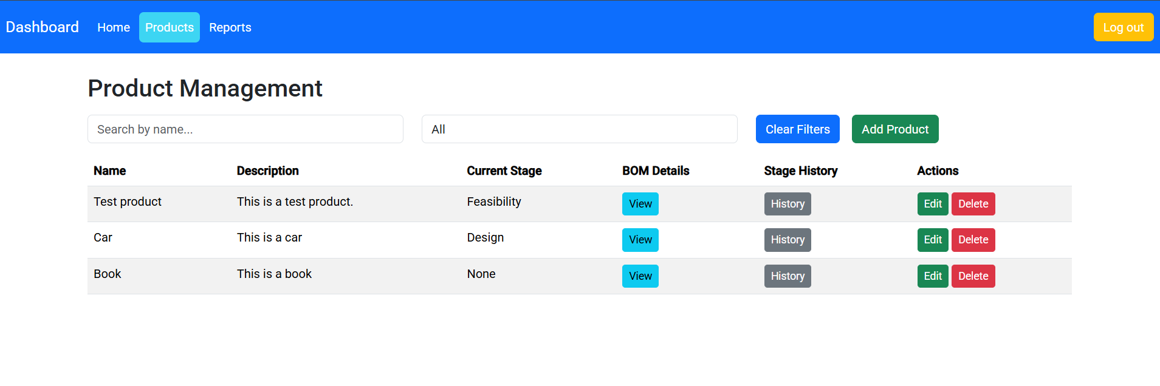 Dashboard Home Products Reports Log out
Product Management
Search by name... All Clear Filters Add Product
Name Description Current Stage BOM Details Stage History Actions
Test product This is a test product. Feasibility View History Edit Delete
Car This is a car Design View History Edit Delete
Book This is a book None View History Edit Delete